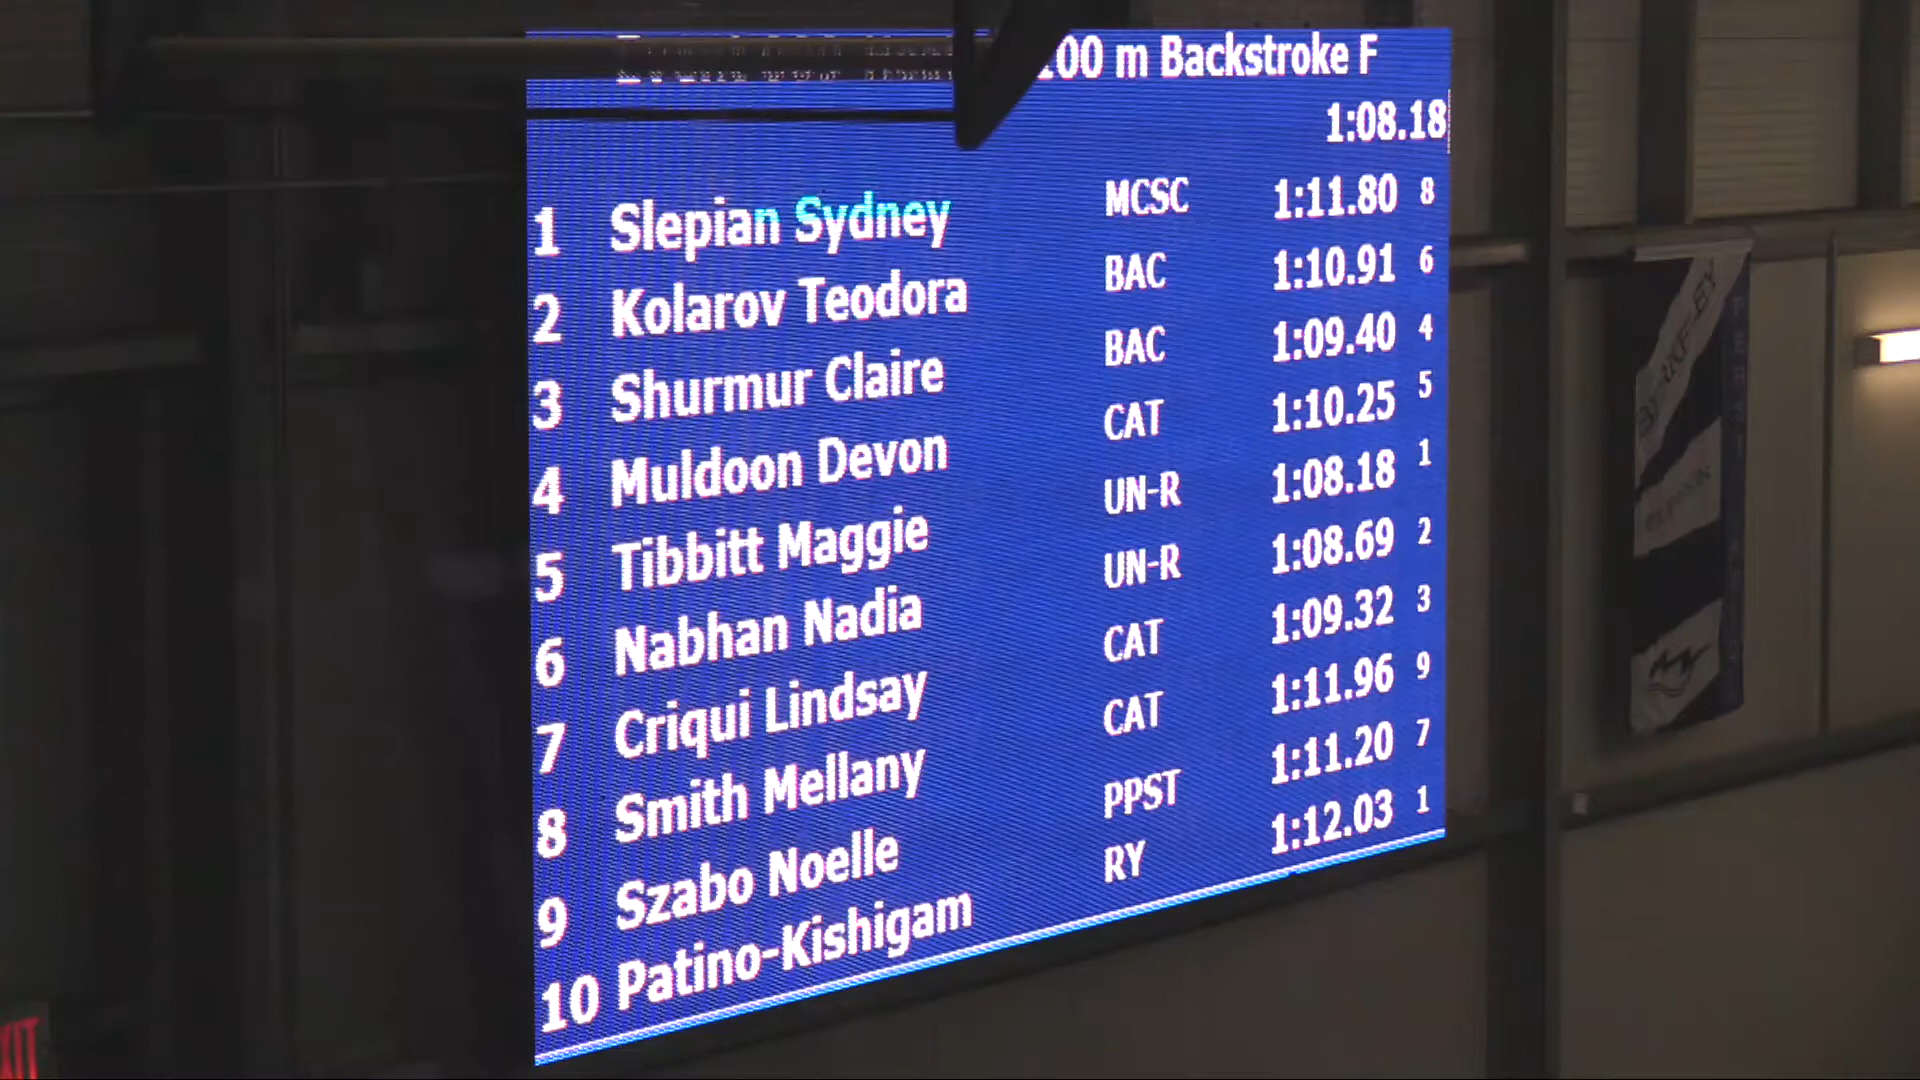 00 m Backstroke F
1:08.18
1 Slepian Sydney MCSC 1:11.80 8
2 Kolarov Teodora BAC 1:10.91 6
3 Shurmur Claire BAC 1:09.40 4
4 Muldoon Devon CAT 1:10.25 5
5 Tibbitt Maggie UN-R 1:08.18 1
6 Nabhan Nadia UN-R 1:08.69 2
7 Criqui Lindsay CAT 1:09.32 3
8 Smith Mellany CAT 1:11.96 9
9 Szabo Noelle PPST 1:11.20 7
10 Patino-Kishigam RY 1:12.03 1